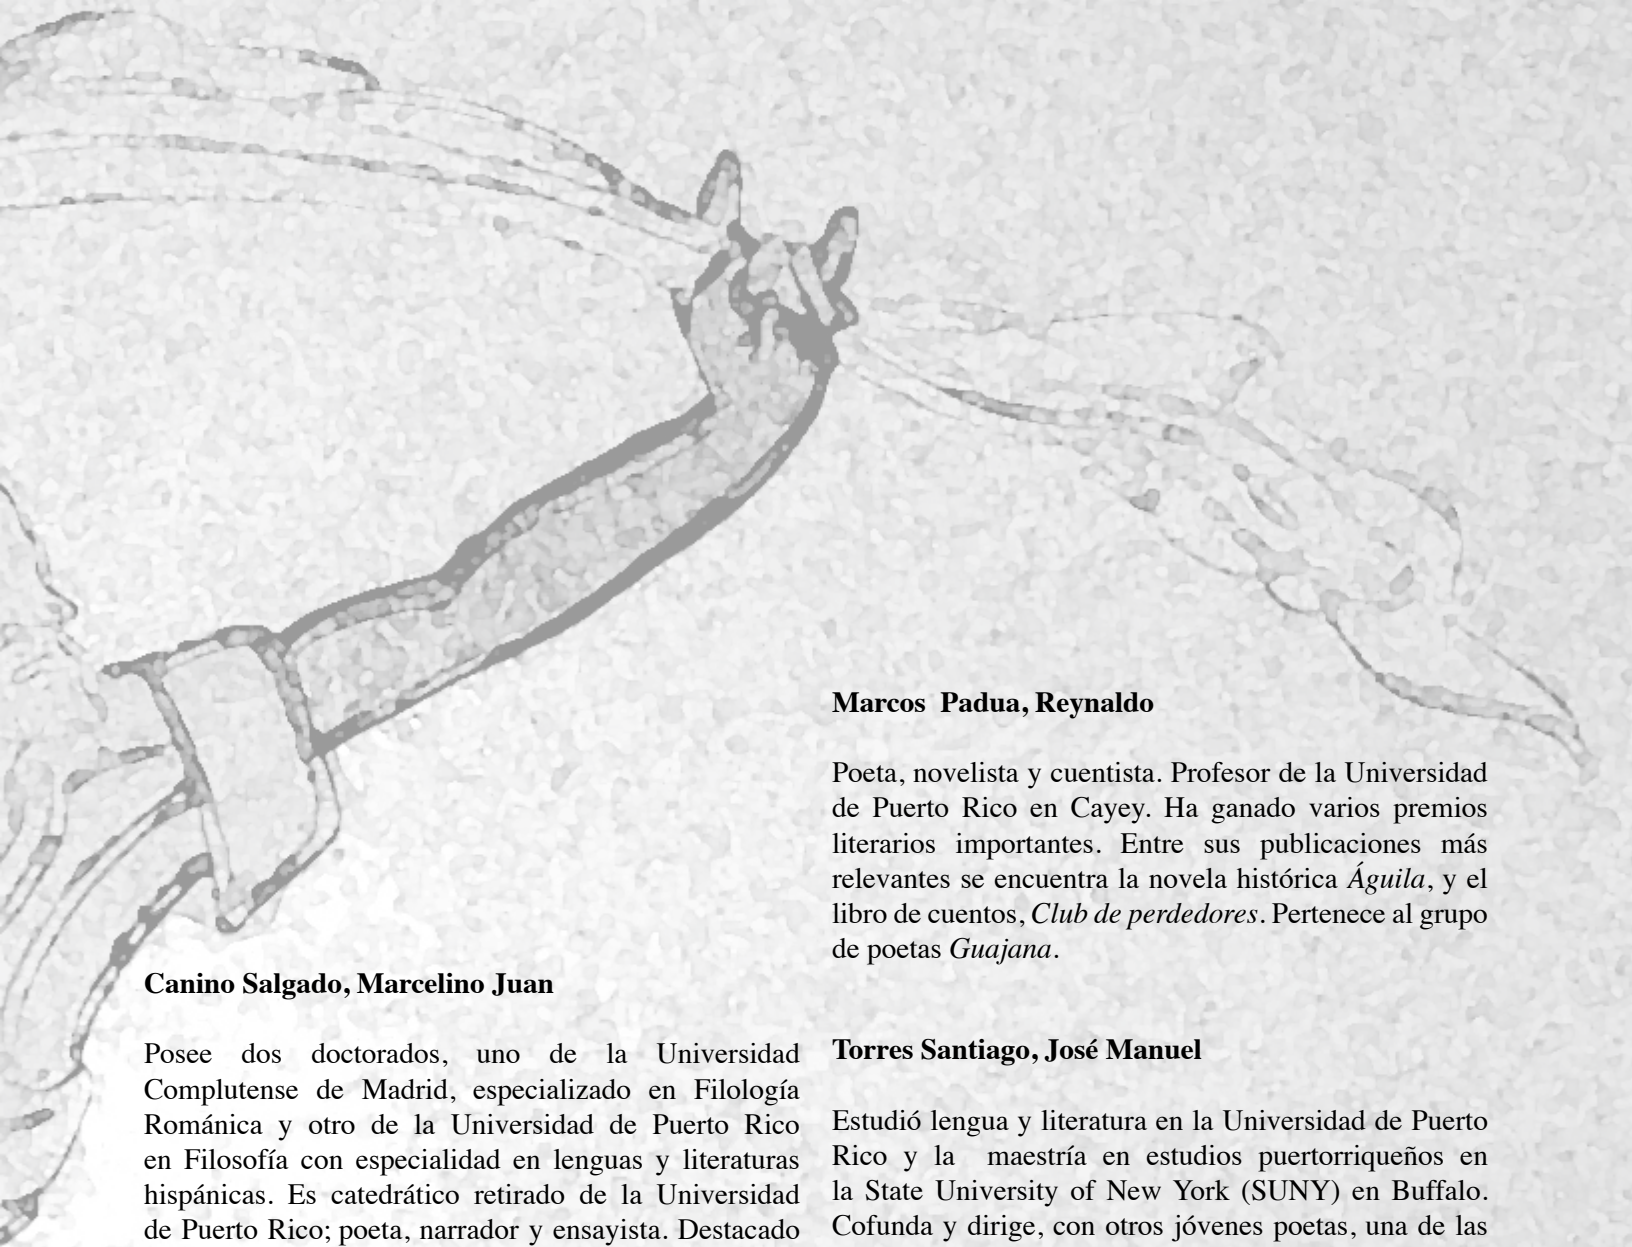 Canino Salgado, Marcelino Juan
Posee dos doctorados, uno de la Universidad
Complutense de Madrid, especializado en Filología
Románica y otro de la Universidad de Puerto Rico
en Filosofía con especialidad en lenguas y literaturas
hispánicas. Es catedrático retirado de la Universidad
de Puerto Rico; poeta, narrador y ensayista. Destacado
Marcos Padua, Reynaldo
Poeta, novelista y cuentista. Profesor de la Universidad
de Puerto Rico en Cayey. Ha ganado varios premios
literarios importantes. Entre sus publicaciones más
relevantes se encuentra la novela histórica Águila, y el
libro de cuentos, Club de perdedores. Pertenece al grupo
de poetas Guajana.
Torres Santiago, José Manuel
Estudió lengua y literatura en la Universidad de Puerto
Rico y la maestría en estudios puertorriqueños en
la State University of New York (SUNY) en Buffalo.
Cofunda y dirige, con otros jóvenes poetas, una de las